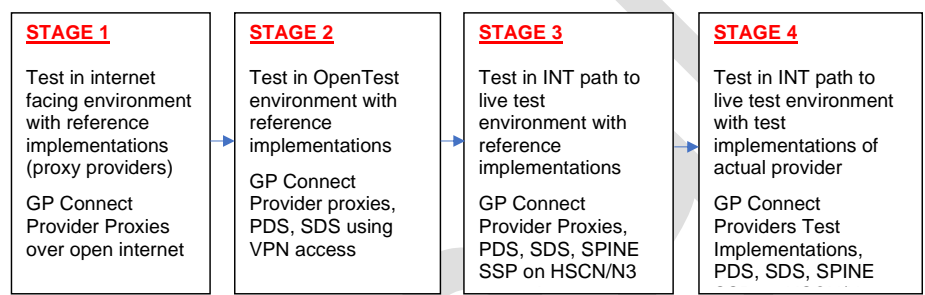 STAGE 1
Test in internet
facing environment
with reference
implementations
(proxy providers)
GP Connect
Provider Proxies
over open internet
STAGE 2
Test in OpenTest
environment with
reference
implementations
GP Connect
Provider proxies,
PDS, SDS using
VPN access
STAGE 3
Test in INT path to
live test
environment with
reference
implementations
GP Connect
Provider Proxies,
PDS, SDS, SPINE
SSP on HSCN/N3
STAGE 4
Test in INT path to
live test environment
with test
implementations of
actual provider
GP Connect
Providers Test
Implementations,
PDS, SDS, SPINE